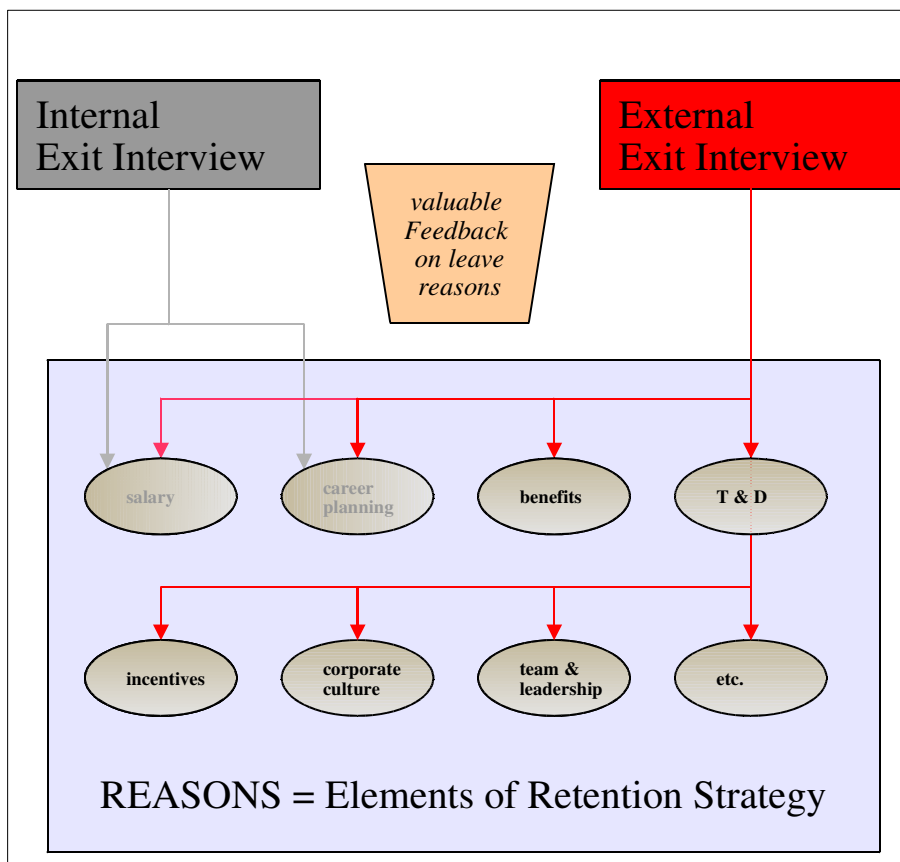 Internal
Exit Interview
External
Exit Interview
valuable
Feedback
on leave
reasons
salary
career
planning
benefits
T & D
incentives
corporate
culture
team &
leadership
etc.
REASONS = Elements of Retention Strategy